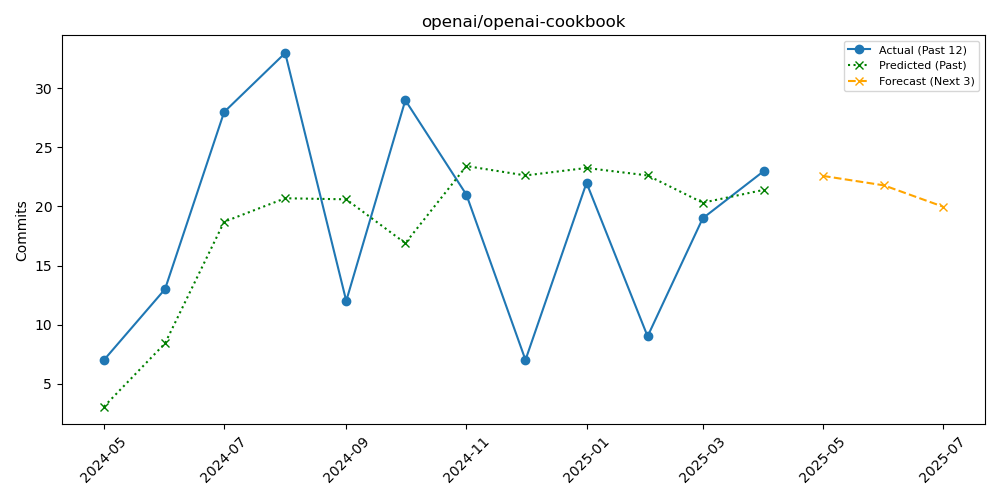 openai/openai-cookbook
Actual (Past 12)
Predicted (Past)
Forecast (Next 3)
Commits
30
25
20
15
10
5
2024-05
2024-07
2024-09
2024-11
2025-01
2025-03
2025-05
2025-07